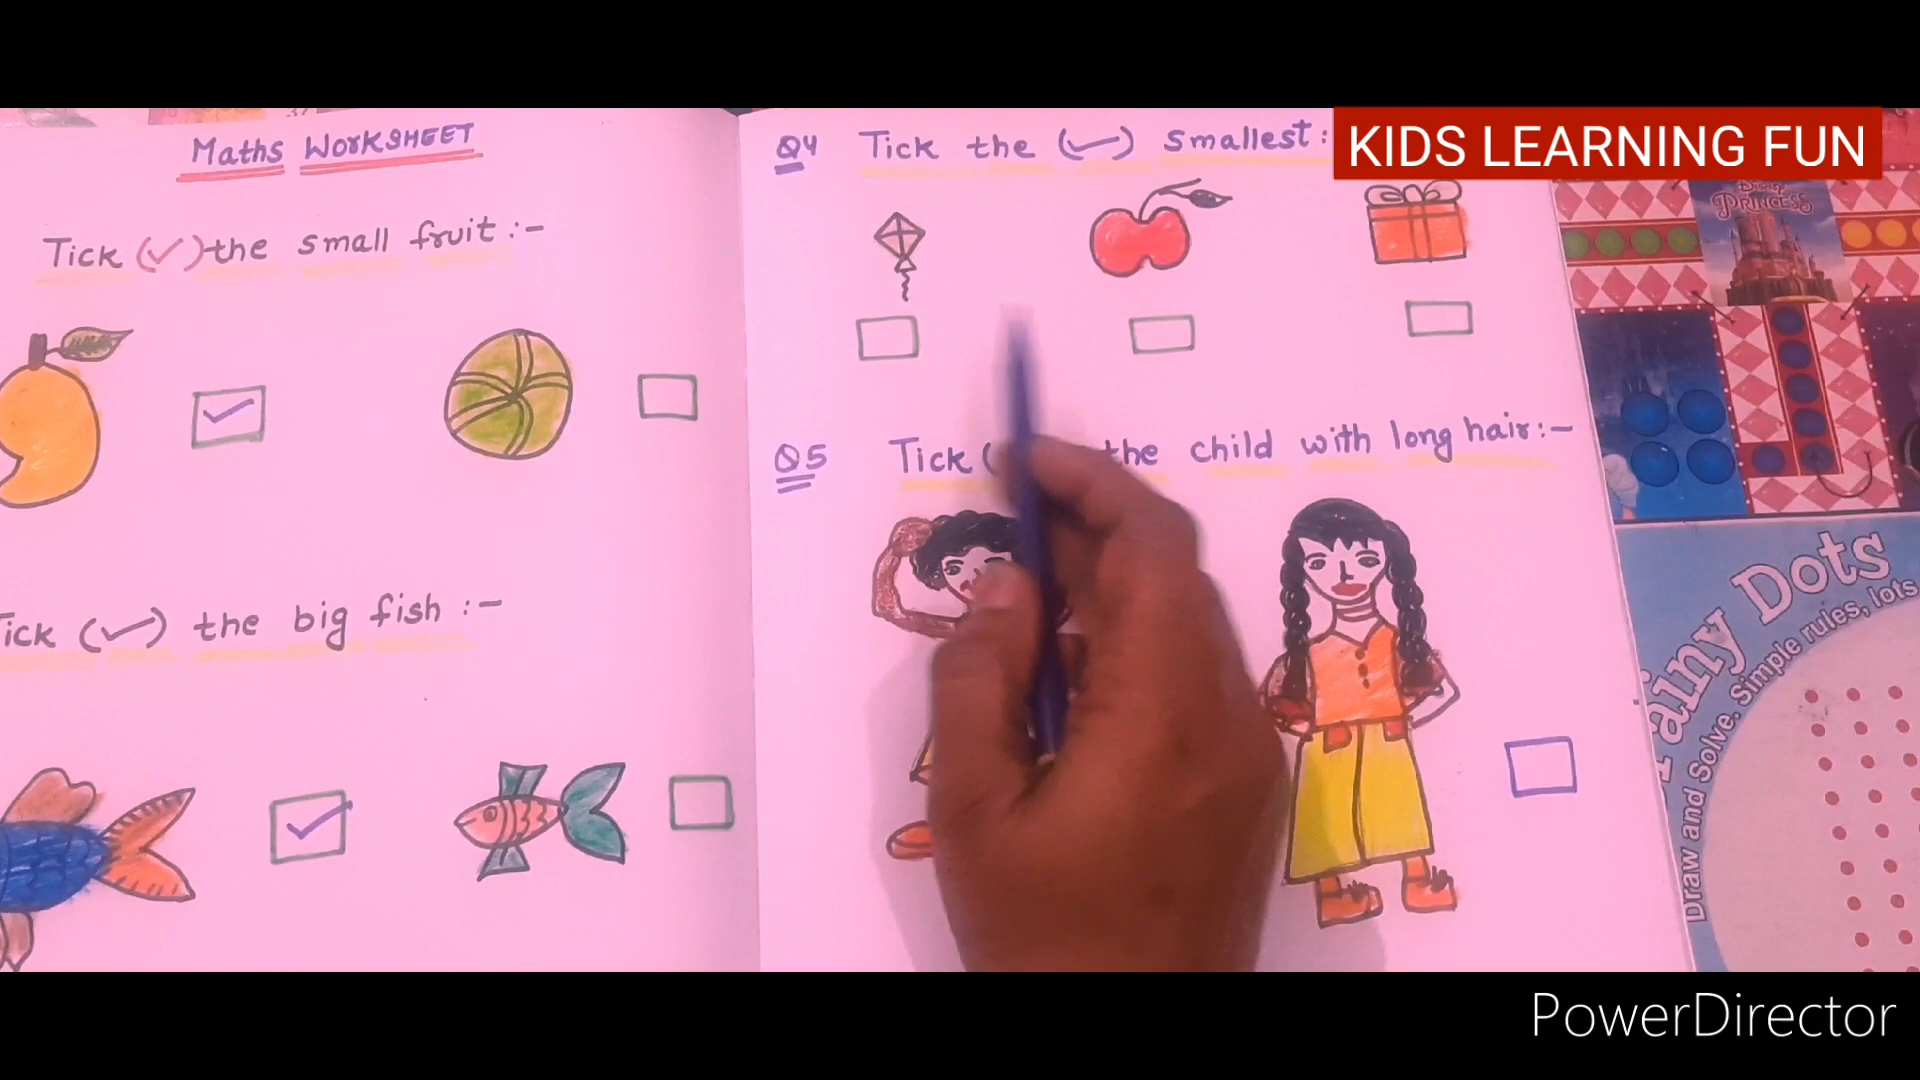 KIDS LEARNING FUN
Maths WORKSHEET
Tick (✓) the small fruit :-
Tick (✓) the big fish :-
Q4 Tick the (✓) smallest :
Q5 Tick ( the child with long hair :-
Disney
PRINCESS
Dots
Draw and Solve. Simple rules, lots
PowerDirector